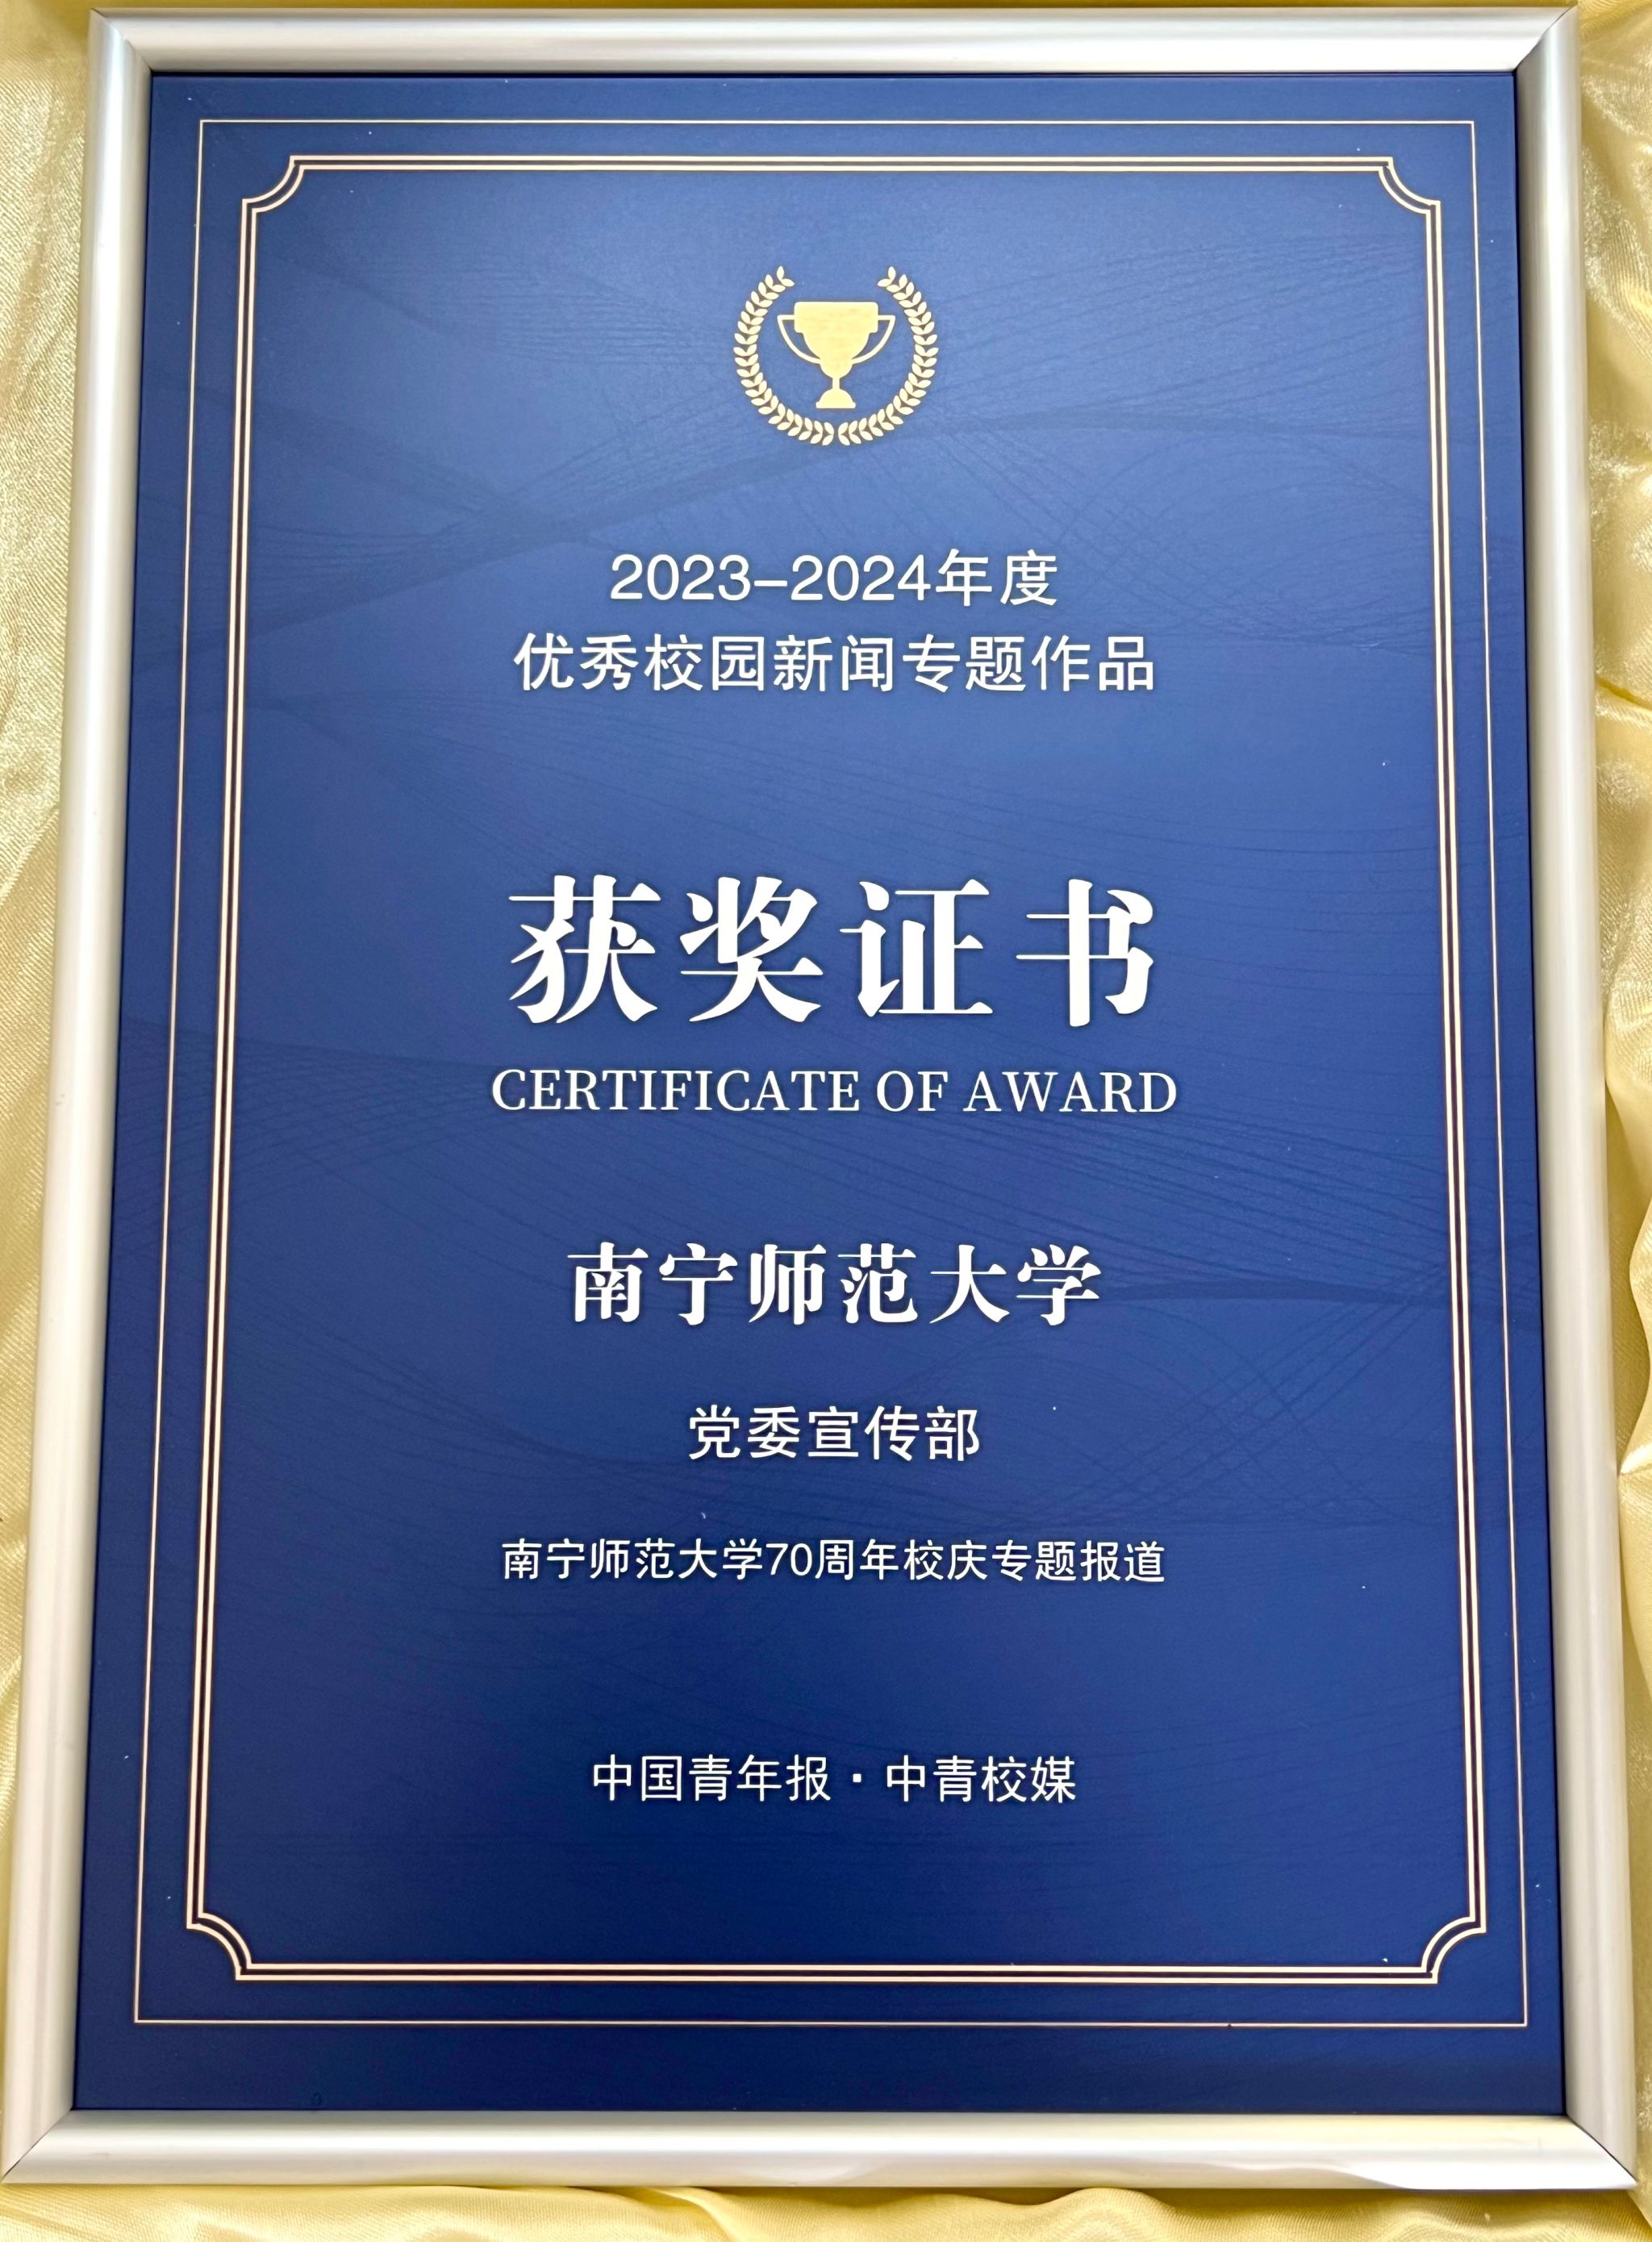 2023-2024年度
优秀校园新闻专题作品
获奖证书
CERTIFICATE OF AWARD
南宁师范大学
党委宣传部
南宁师范大学70周年校庆专题报道
中国青年报·中青校媒